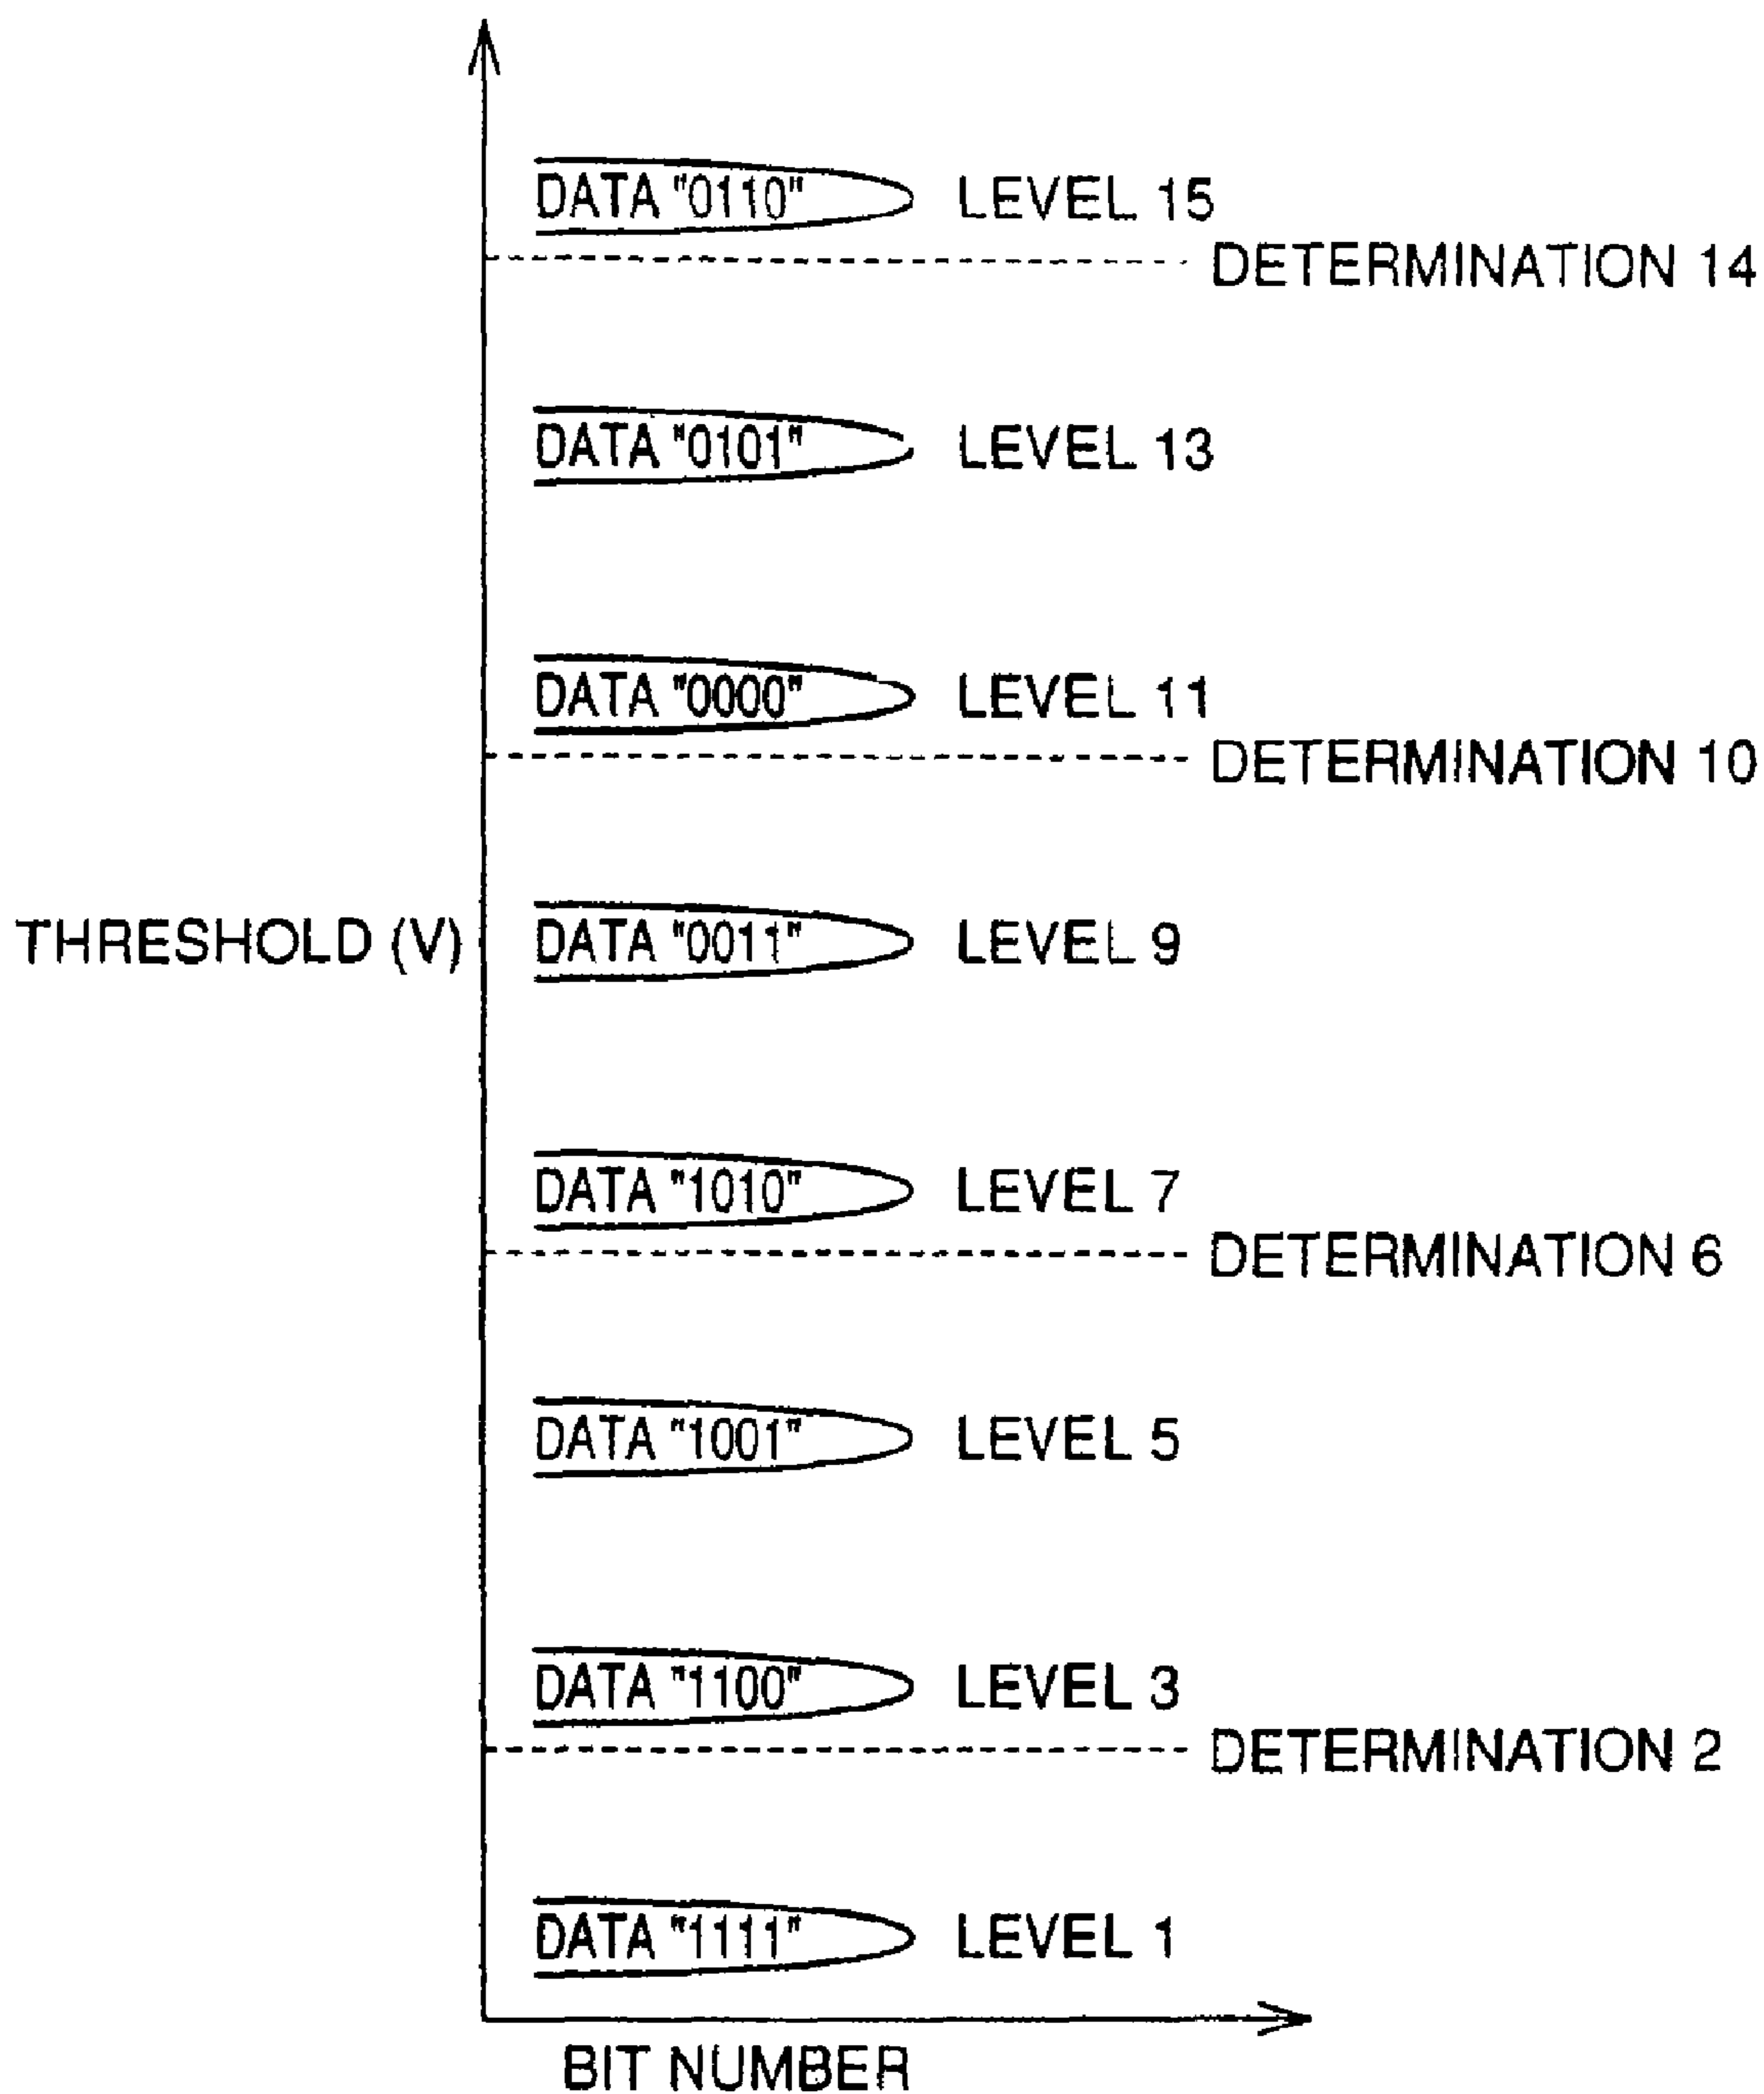 DATA "0110" LEVEL 15
DETERMINATION 14
DATA "0101" LEVEL 13
DATA "0000" LEVEL 11
DETERMINATION 10
THRESHOLD (V) DATA "0011" LEVEL 9
DATA "1010" LEVEL 7
DETERMINATION 6
DATA "1001" LEVEL 5
DATA "1100" LEVEL 3
DETERMINATION 2
DATA "1111" LEVEL 1
BIT NUMBER